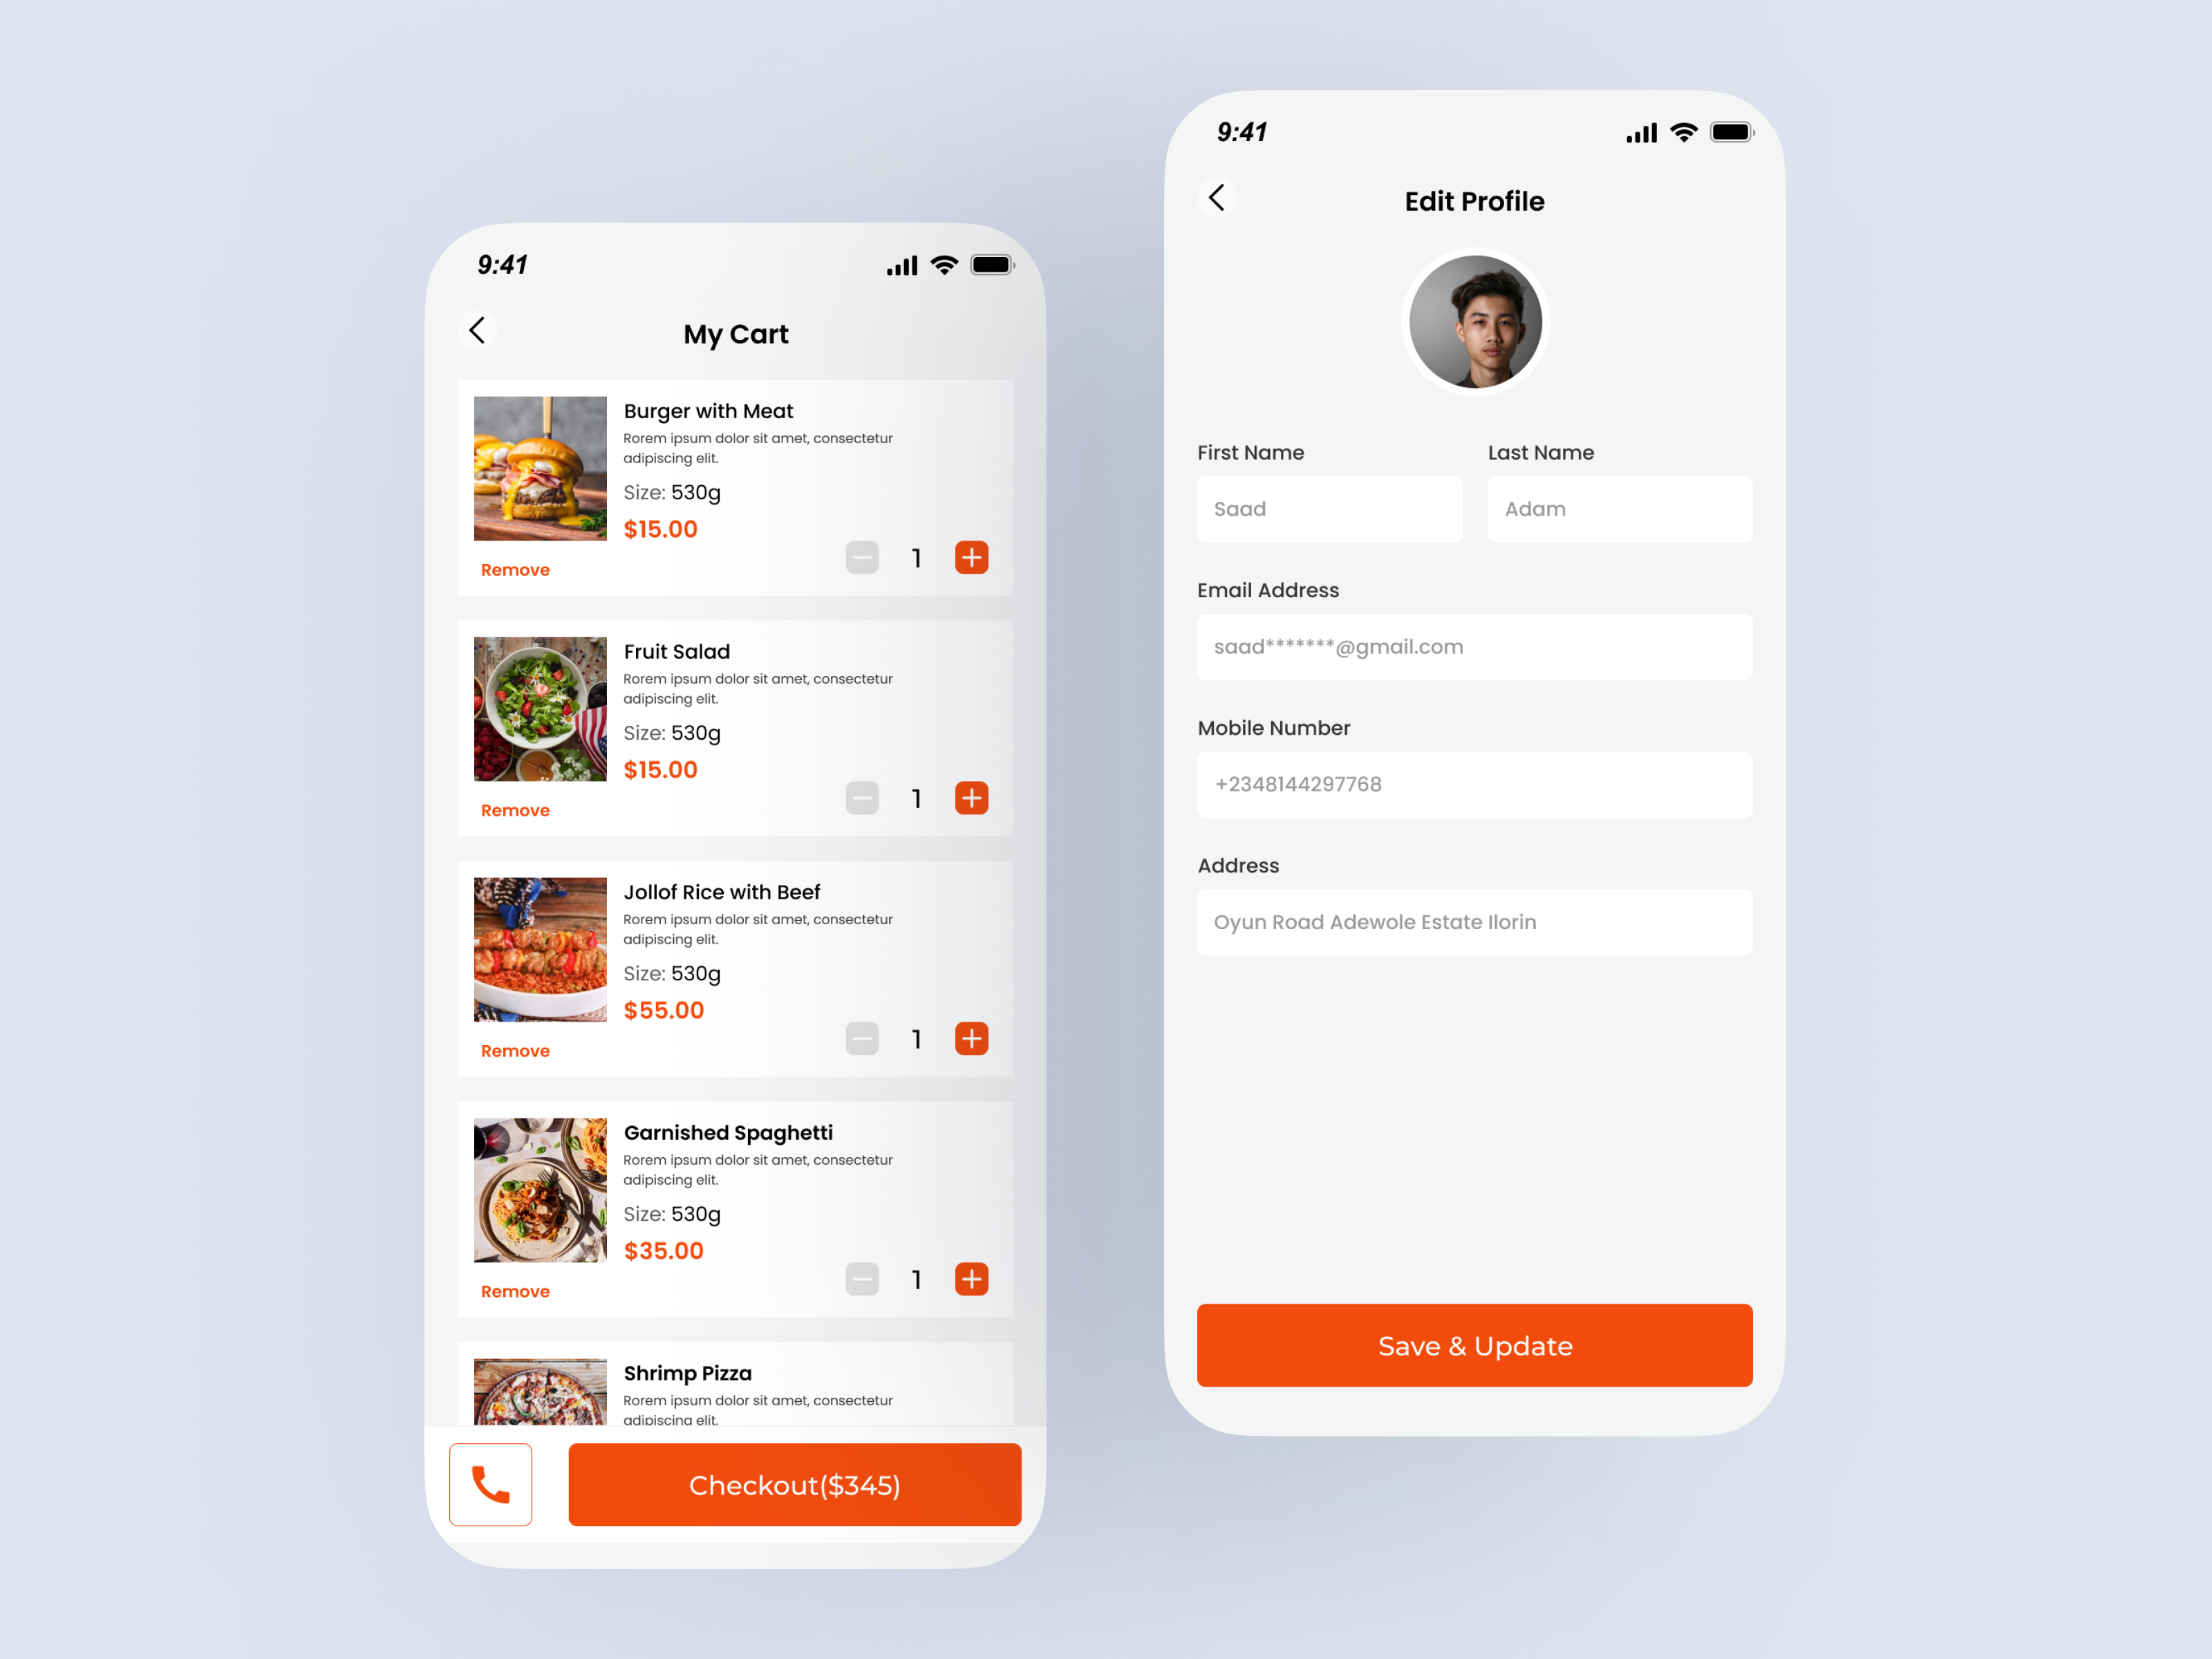 9:41
My Cart
Burger with Meat
Rorem ipsum dolor sit amet, consectetur
adipiscing elit.
Size: 530g
$15.00
1
Remove
Fruit Salad
Rorem ipsum dolor sit amet, consectetur
adipiscing elit.
Size: 530g
$15.00
1
Remove
Jollof Rice with Beef
Rorem ipsum dolor sit amet, consectetur
adipiscing elit.
Size: 530g
$55.00
1
Remove
Garnished Spaghetti
Rorem ipsum dolor sit amet, consectetur
adipiscing elit.
Size: 530g
$35.00
1
Remove
Shrimp Pizza
Rorem ipsum dolor sit amet, consectetur
adipiscing elit.
Checkout($345)
9:41
Edit Profile
First Name
Last Name
Saad
Adam
Email Address
saad*******@gmail.com
Mobile Number
+2348144297768
Address
Oyun Road Adewole Estate Ilorin
Save & Update